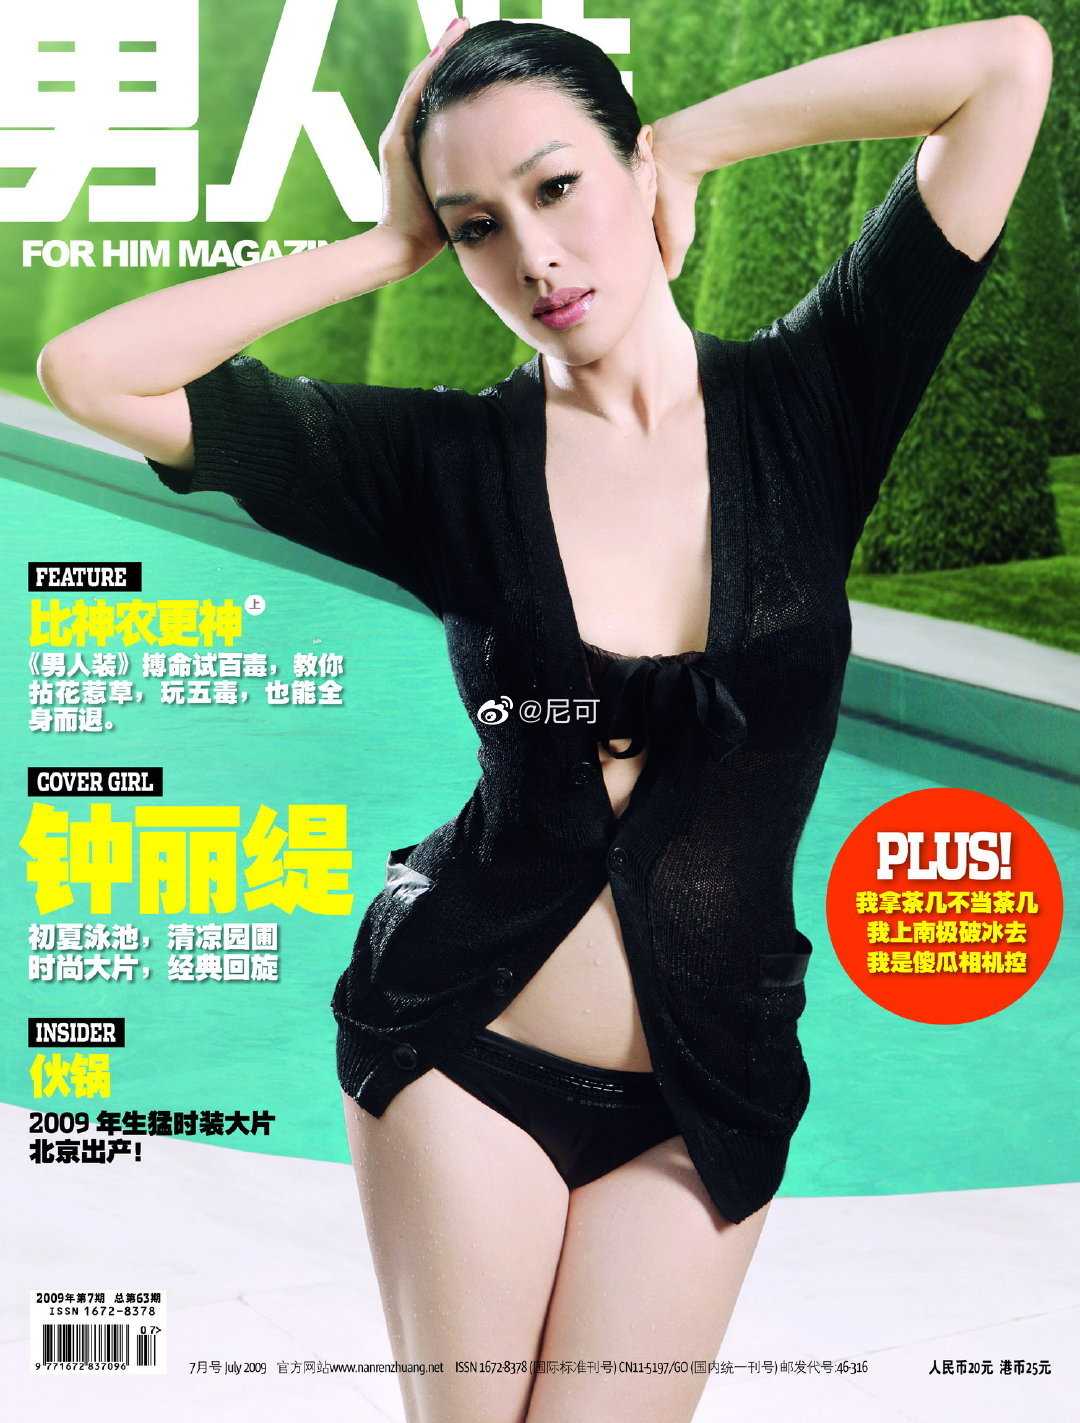 男人装
FOR HIM MAGAZIN
FEATURE
比神农更神 上
《男人装》搏命试百毒，教你
拈花惹草，玩五毒，也能全
身而退。
@尼可
COVER GIRL
钟丽缇
初夏泳池，清凉园圃
时尚大片，经典回旋
PLUS!
我拿茶几不当茶几
我上南极破冰去
我是傻瓜相机控
INSIDER
伙锅
2009 年生猛时装大片
北京出产!
2009年第7期 总第63期
ISSN 1672-8378
07>
9 771672 837096
7月号 July 2009 官方网站www.nanrenzhuang.net ISSN 1672-8378 (国际标准刊号) CN11-5197/GO (国内统一刊号) 邮发代号:46-316
人民币20元 港币25元